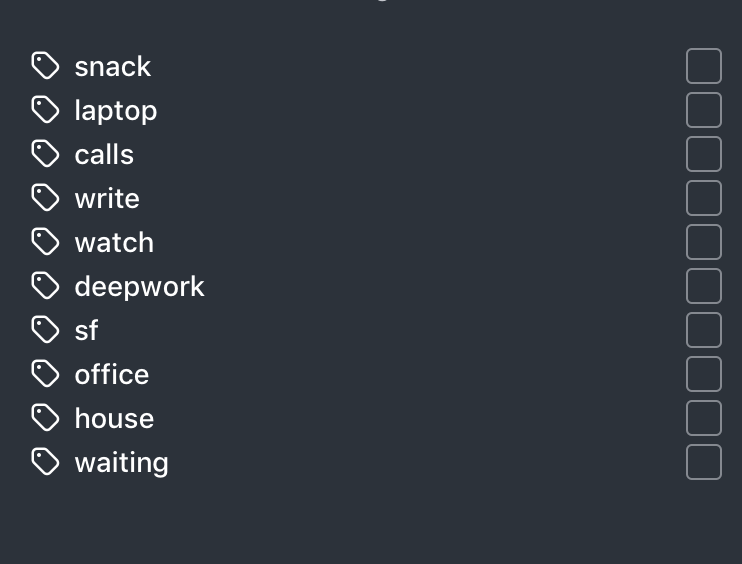 snack
laptop
calls
write
watch
deepwork
sf
office
house
waiting